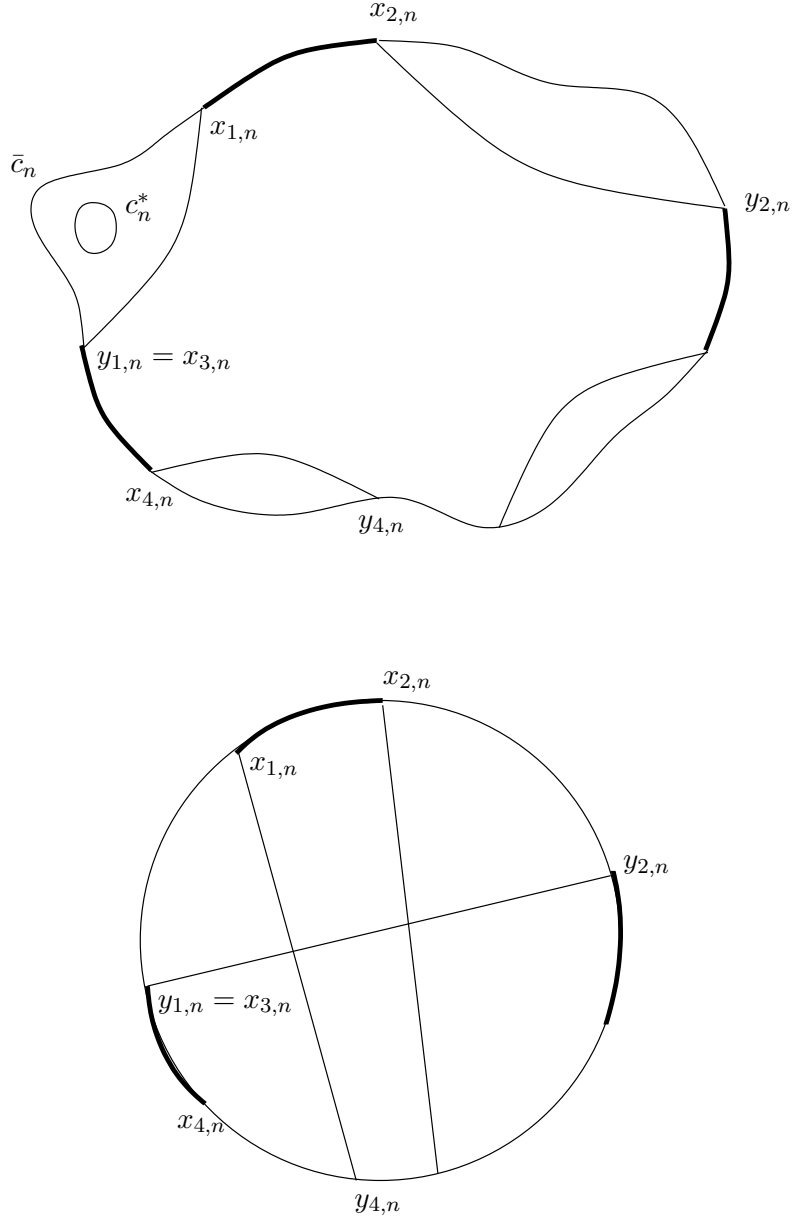 x_{2,n}
x_{1,n}
\bar{c}_n
c_n^*
y_{2,n}
y_{1,n} = x_{3,n}
x_{4,n}
y_{4,n}
x_{2,n}
x_{1,n}
y_{2,n}
y_{1,n} = x_{3,n}
x_{4,n}
y_{4,n}